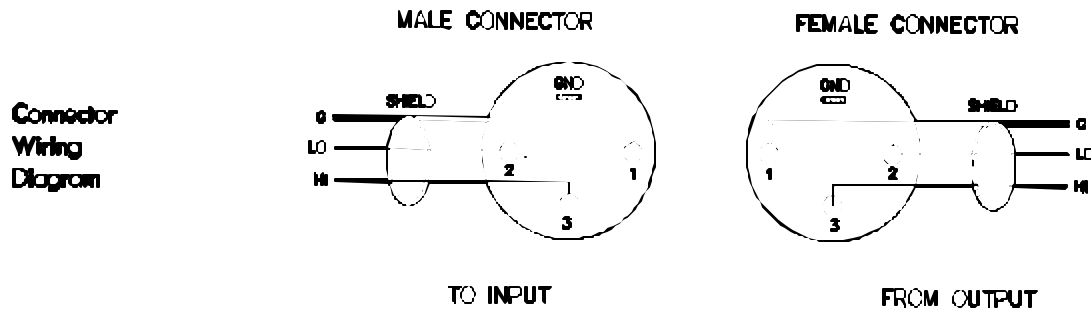 MALE CONNECTOR
FEMALE CONNECTOR
Connector
Wiring
Diagram
GND
SHIELD
G
LO
HI
2
1
3
GND
SHIELD
G
LO
HI
1
2
3
TO INPUT
FROM OUTPUT